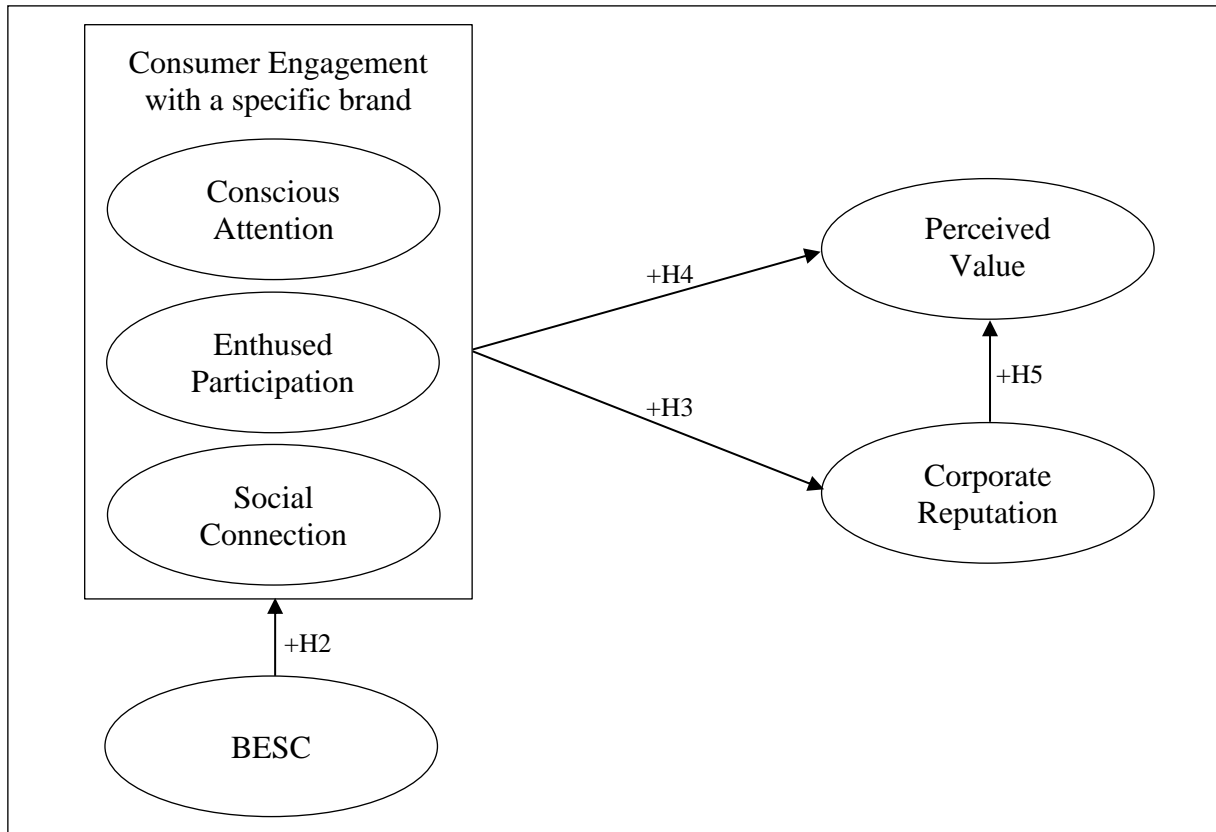 Consumer Engagement
with a specific brand
Conscious
Attention
Enthused
Participation
Social
Connection
+H2
BESC
+H4
+H3
Perceived
Value
+H5
Corporate
Reputation